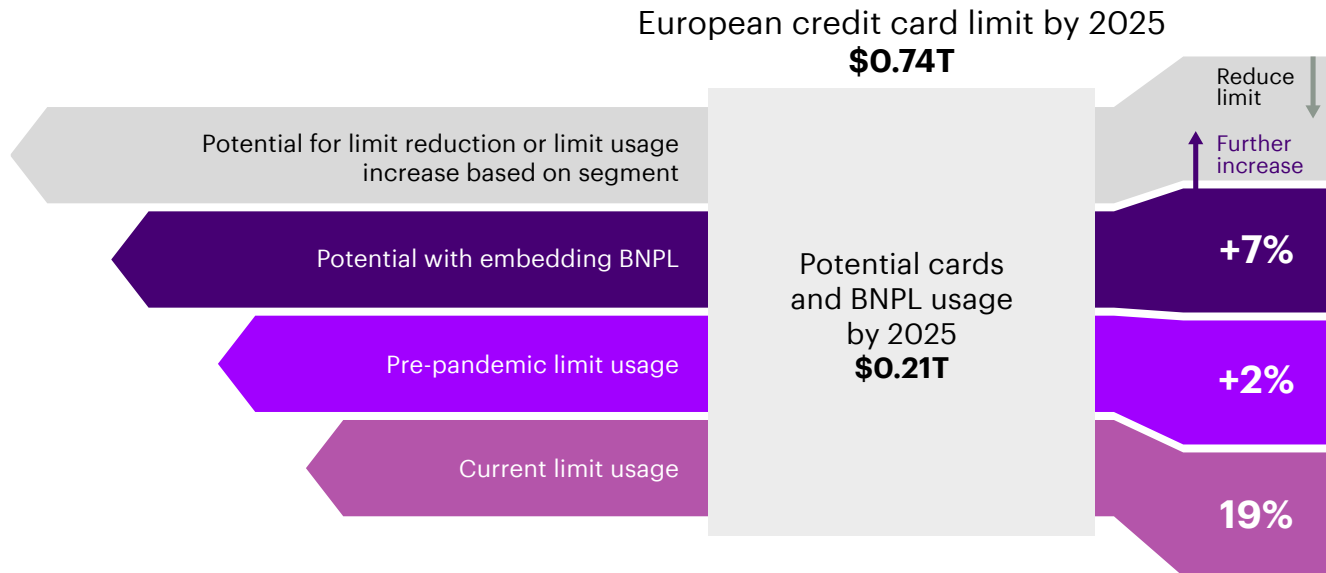 European credit card limit by 2025
$0.74T
Reduce
limit
Further
increase
Potential for limit reduction or limit usage
increase based on segment
Potential with embedding BNPL
+7%
Potential cards
and BNPL usage
by 2025
$0.21T
Pre-pandemic limit usage
+2%
Current limit usage
19%